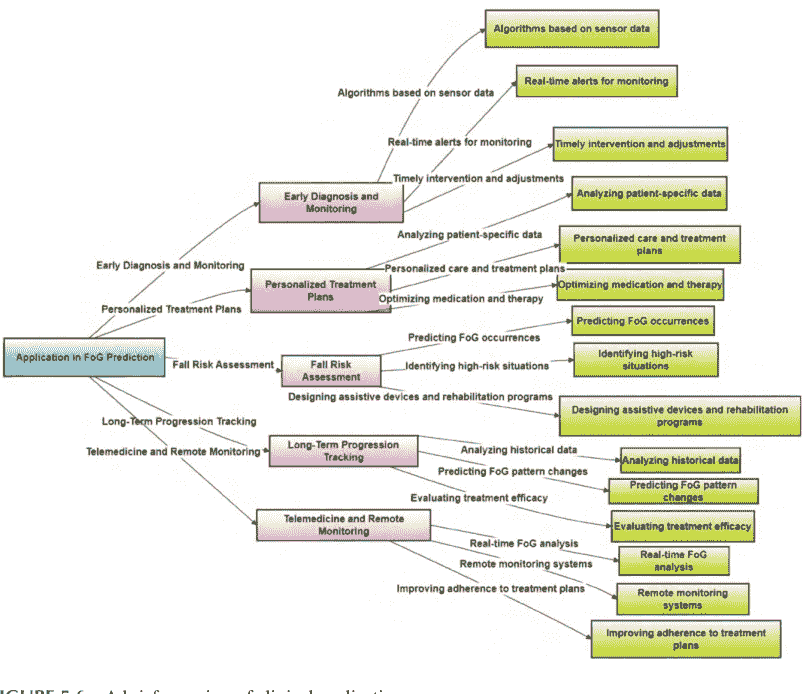 Algorithms based on sensor data
Algorithms based on sensor data
Real-time alerts for monitoring
Real-time alerts for monitoring
Timely intervention and adjustments
Timely intervention and adjustments
Early Diagnosis and
Monitoring
Analyzing patient-specific data
Analyzing patient-specific data
Personalized care and treatment
plans
Early Diagnosis and Monitoring
Personalized care and treatment plans
Personalized Treatment
Plans
Optimizing medication and therapy
Optimizing medication and therapy
Personalized Treatment Plans
Predicting FoG occurrences
Predicting FoG occurrences
Application in FoG Prediction
Fall Risk Assessment
Fall Risk
Assessment
Identifying high-risk situations
Identifying high-risk
situations
Designing assistive devices and rehabilitation programs
Designing assistive devices and rehabilitation
programs
Long-Term Progression Tracking
Telemedicine and Remote Monitoring
Long-Term Progression
Tracking
Analyzing historical data
Analyzing historical data
Predicting FoG pattern changes
Predicting FoG pattern
changes
Evaluating treatment efficacy
Evaluating treatment efficacy
Telemedicine and Remote
Monitoring
Real-time FoG analysis
Real-time FoG
analysis
Remote monitoring systems
Remote monitoring
systems
Improving adherence to treatment plans
Improving adherence to treatment
plans